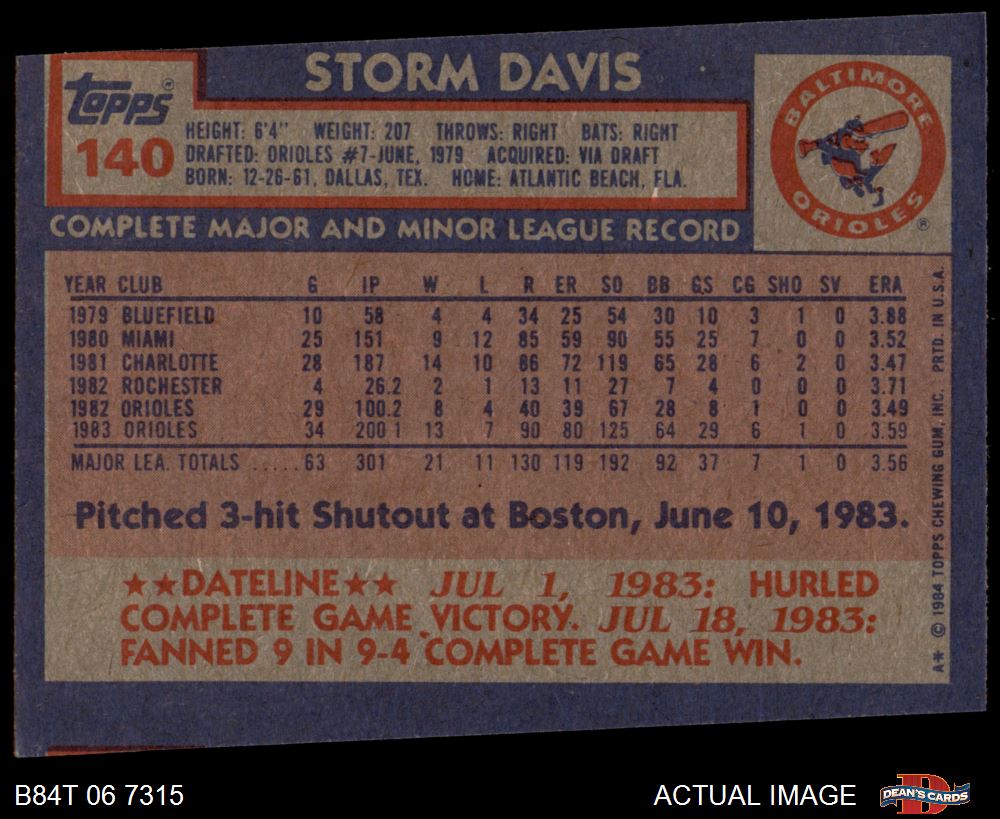 STORM DAVIS
topps®
140
HEIGHT: 6'4" WEIGHT: 207 THROWS: RIGHT BATS: RIGHT
DRAFTED: ORIOLES #7-JUNE, 1979 ACQUIRED: VIA DRAFT
BORN: 12-26-61, DALLAS, TEX. HOME: ATLANTIC BEACH, FLA.
BALTIMORE
ORIOLES
®
COMPLETE MAJOR AND MINOR LEAGUE RECORD
YEAR CLUB G IP W L R ER SO BB GS CG SHO SV ERA
1979 BLUEFIELD 10 58 4 4 34 25 54 30 10 3 1 0 3.88
1980 MIAMI 25 151 9 12 85 59 90 55 25 7 0 0 3.52
1981 CHARLOTTE 28 187 14 10 86 72 119 65 28 6 2 0 3.47
1982 ROCHESTER 4 26.2 2 1 13 11 27 7 4 0 0 0 3.71
1982 ORIOLES 29 100.2 8 4 40 39 67 28 8 1 0 0 3.49
1983 ORIOLES 34 200 1 13 7 90 80 125 64 29 6 1 0 3.59
MAJOR LEA. TOTALS ..... 63 301 21 11 130 119 192 92 37 7 1 0 3.56
Pitched 3-hit Shutout at Boston, June 10, 1983.
★★DATELINE★★ JUL 1, 1983: HURLED
COMPLETE GAME VICTORY. JUL 18, 1983:
FANNED 9 IN 9-4 COMPLETE GAME WIN.
A* © 1984 TOPPS CHEWING GUM, INC. PRTD. IN U.S.A.
B84T 06 7315
ACTUAL IMAGE
DEAN'S CARDS